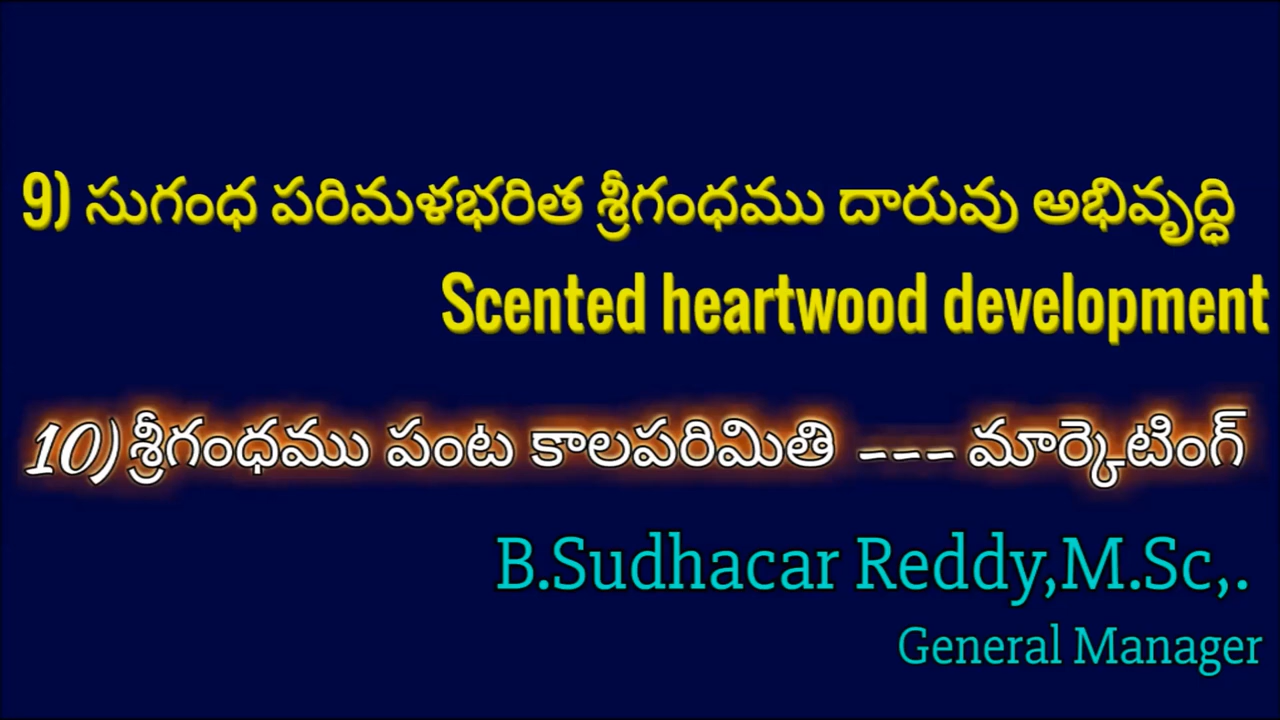 9) సుగంధ పరిమళభరిత శ్రీగంధము దారువు అభివృద్ధి
Scented heartwood development
10) శ్రీగంధము పంట కాలపరిమితి --- మార్కెటింగ్
B.Sudhacar Reddy,M.Sc,.
General Manager